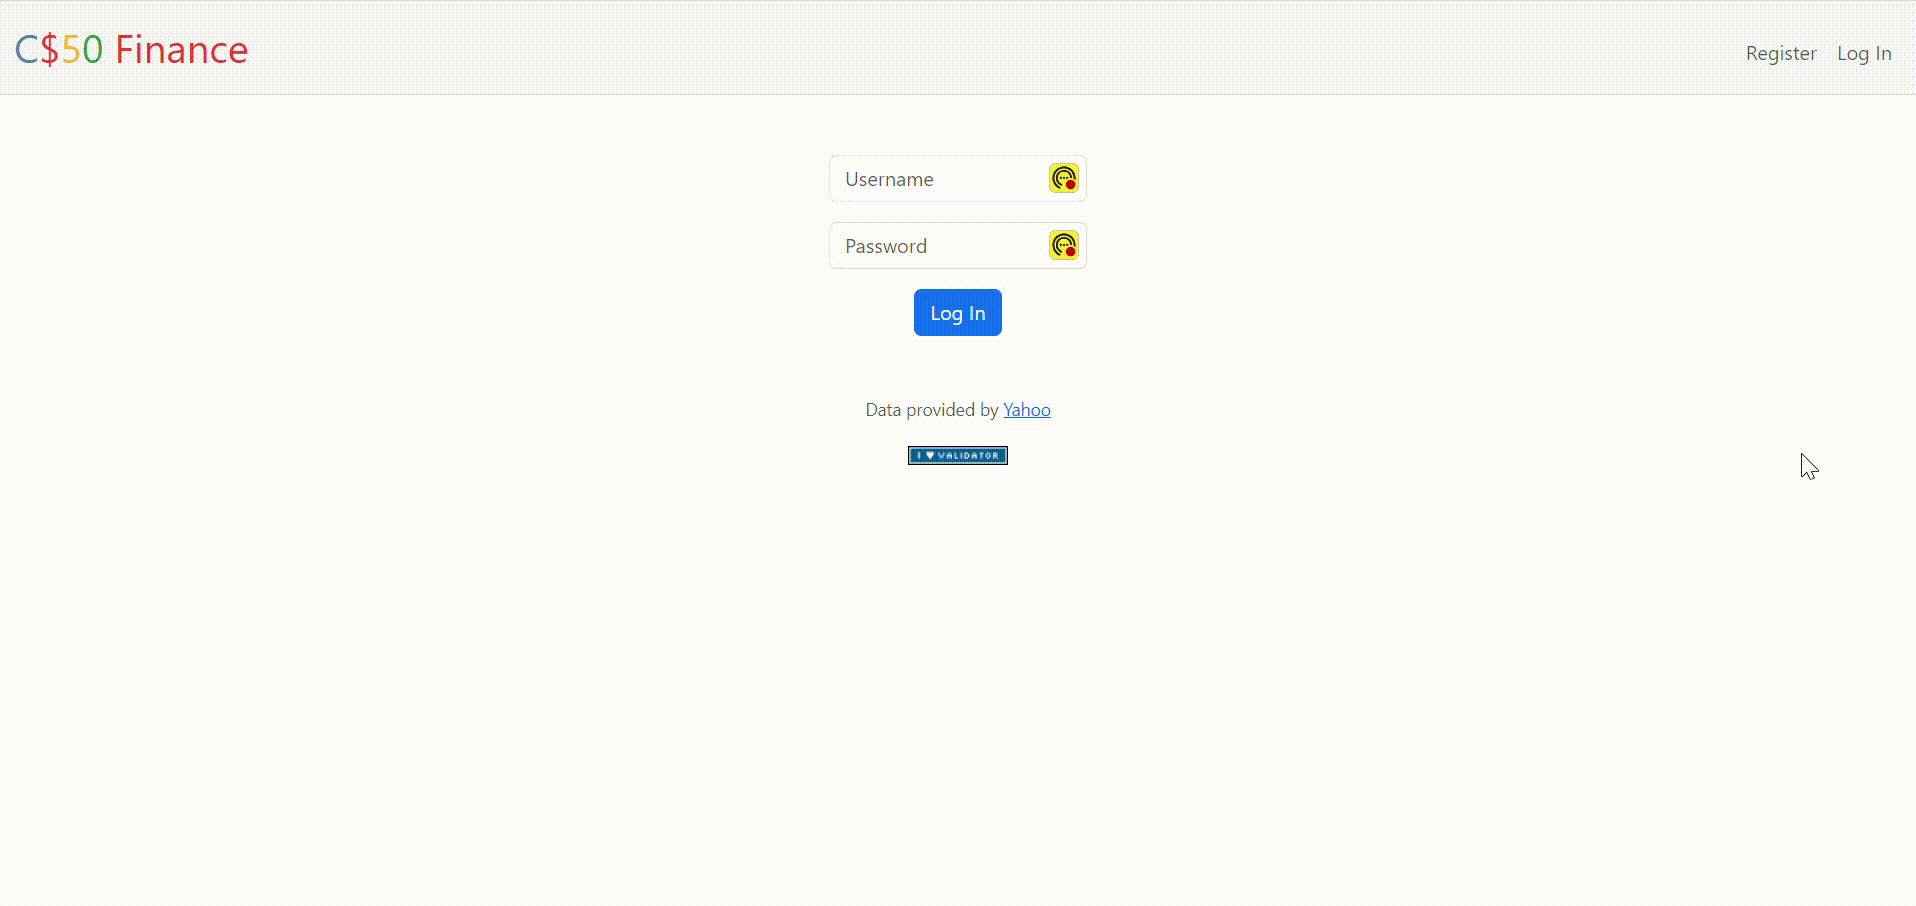 C$50 Finance
Register Log In
Username
Password
Log In
Data provided by Yahoo
I ♥ VALIDATOR